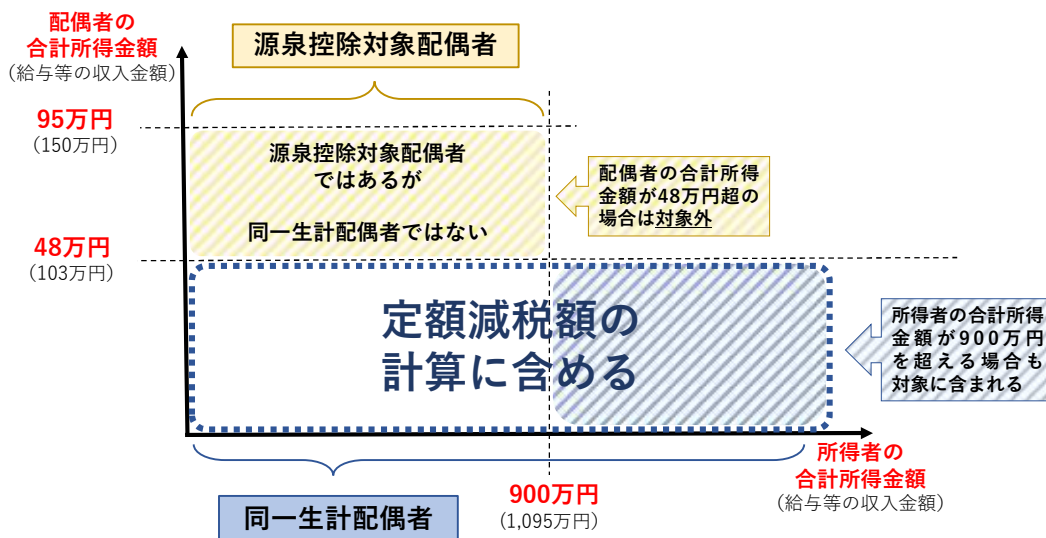 配偶者の
合計所得金額
(給与等の収入金額)
源泉控除対象配偶者
95万円
(150万円)
源泉控除対象配偶者
ではあるが
同一生計配偶者ではない
配偶者の合計所得
金額が48万円超の
場合は対象外
48万円
(103万円)
定額減税額の
計算に含める
所得者の合計所得
金額が900万円
を超える場合も
対象に含まれる
所得者の
合計所得金額
(給与等の収入金額)
900万円
(1,095万円)
同一生計配偶者